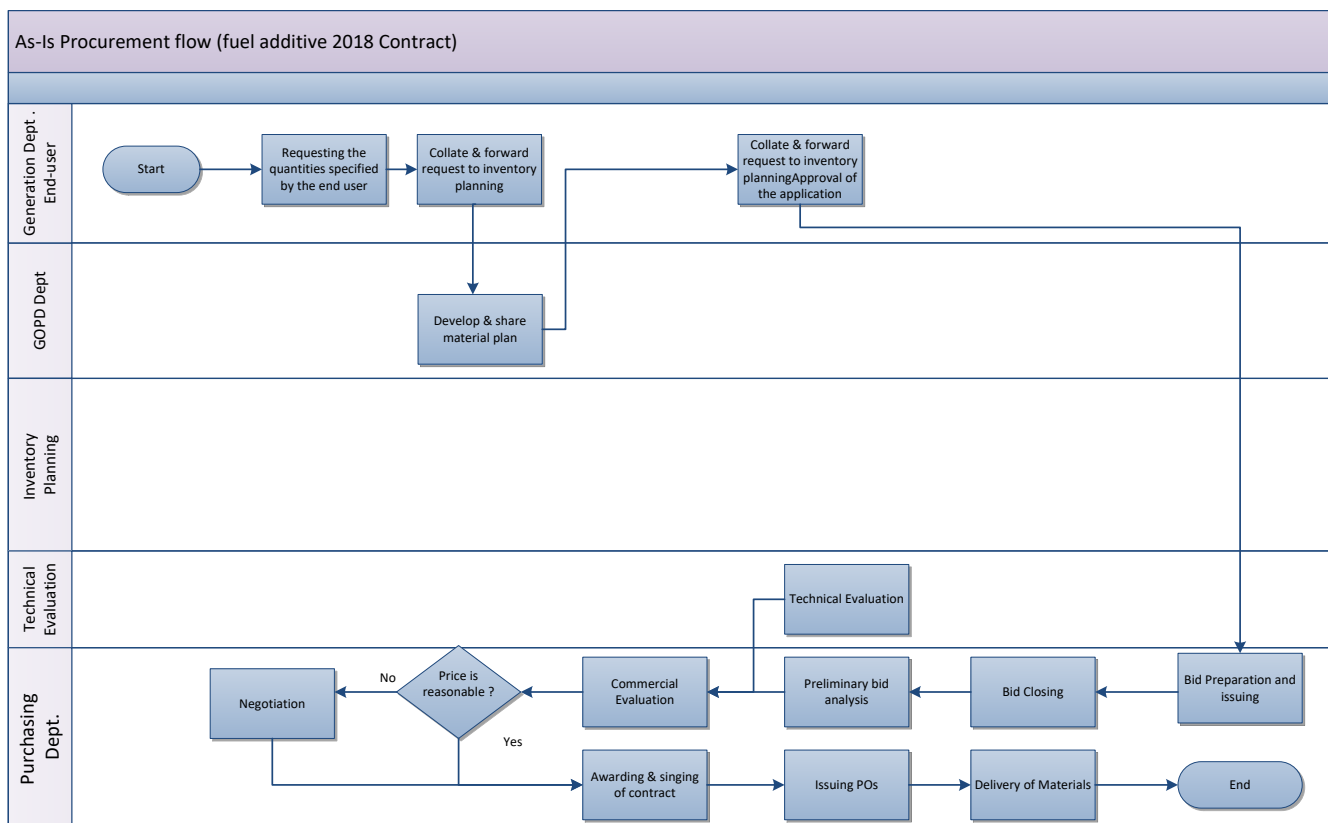 As-Is Procurement flow (fuel additive 2018 Contract)
Generation Dept .
End-user
Start
Requesting the
quantities specified
by the end user
Collate & forward
request to inventory
planning
Collate & forward
request to inventory
planningApproval of
the application
GOPD Dept
Develop & share
material plan
Inventory
Planning
Technical
Evaluation
Technical Evaluation
Purchasing
Dept.
Bid Preparation and
issuing
Bid Closing
Preliminary bid
analysis
Commercial
Evaluation
Price is
reasonable ?
No
Negotiation
Yes
Awarding & singing
of contract
Issuing POs
Delivery of Materials
End